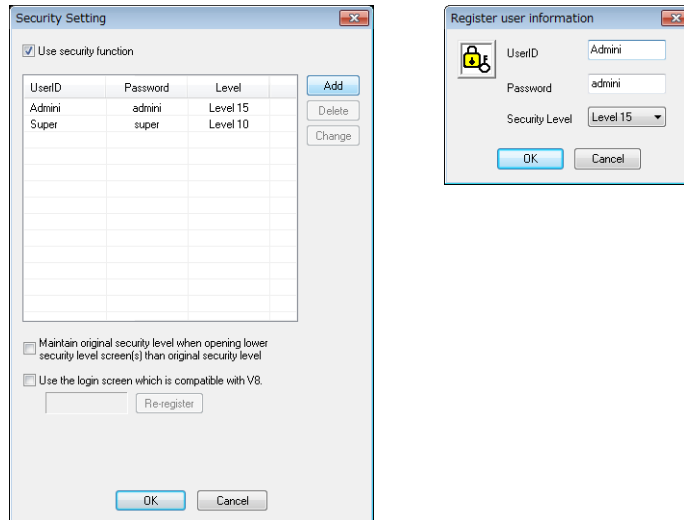 Security Setting
Use security function
UserID Password Level
Admini admini Level 15
Super super Level 10
Add
Delete
Change
Maintain original security level when opening lower
security level screen(s) than original security level
Use the login screen which is compatible with V8.
Re-register
OK Cancel
Register user information
UserID Admini
Password admini
Security Level Level 15
OK Cancel